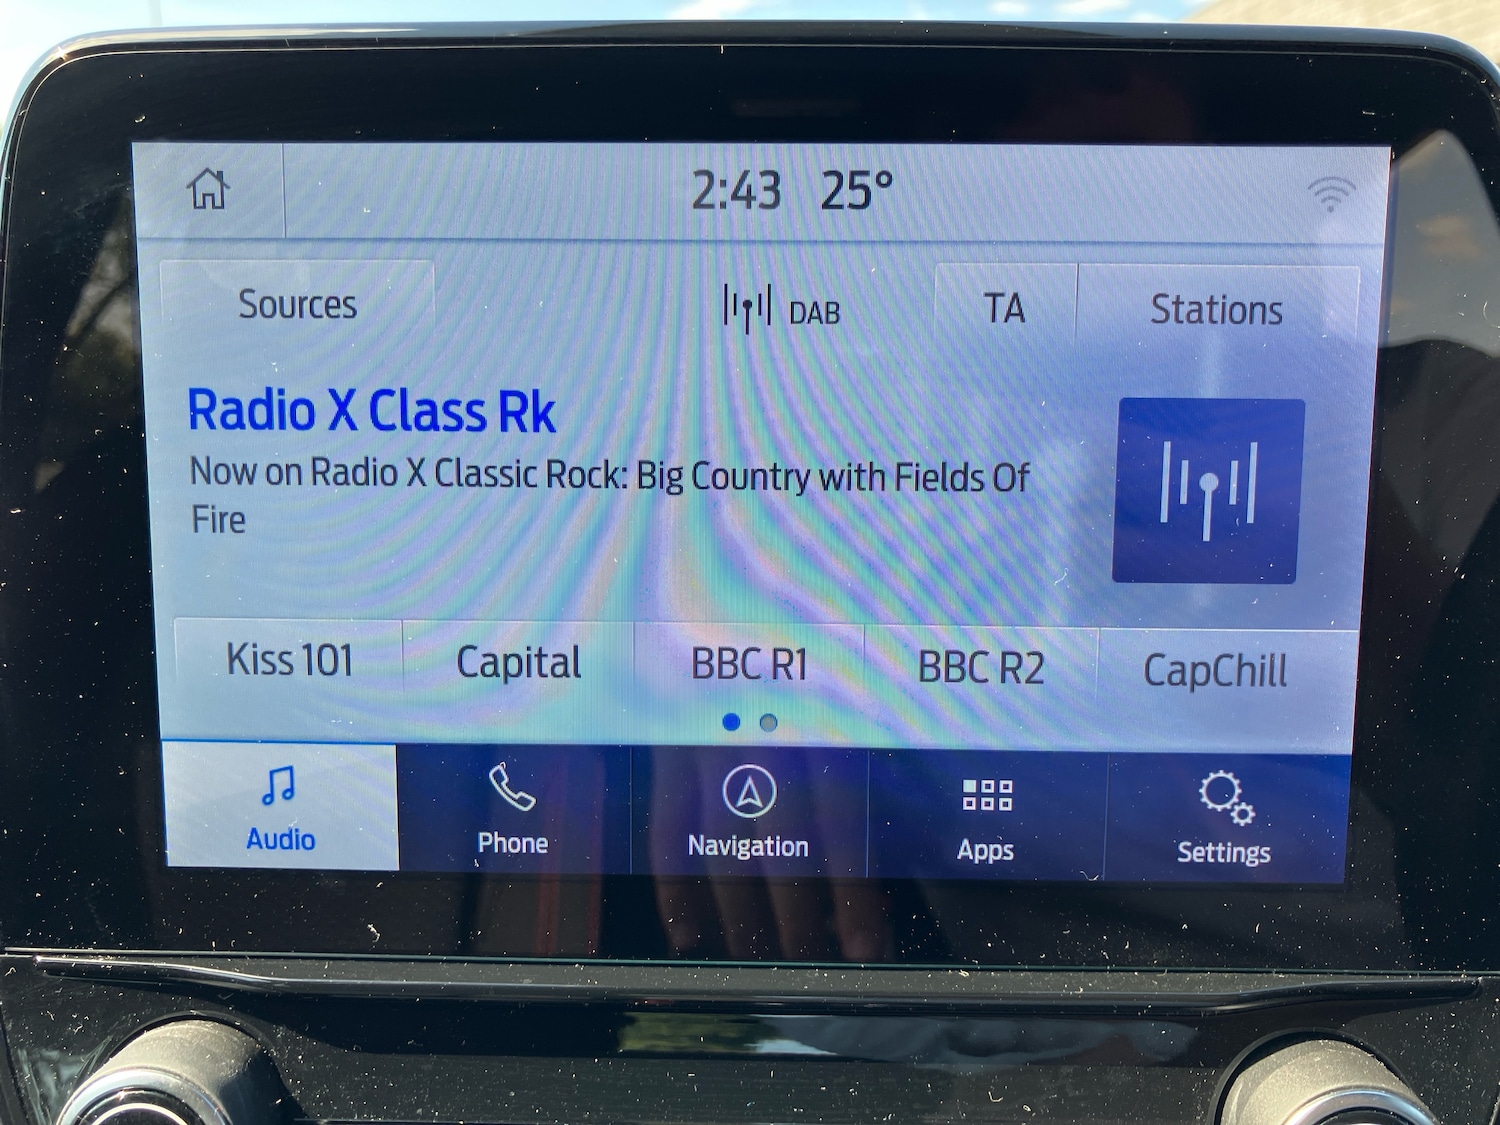 2:43 25°
Sources DAB TA Stations
Radio X Class Rk
Now on Radio X Classic Rock: Big Country with Fields Of
Fire
Kiss 101 Capital BBC R1 BBC R2 CapChill
Audio Phone Navigation Apps Settings